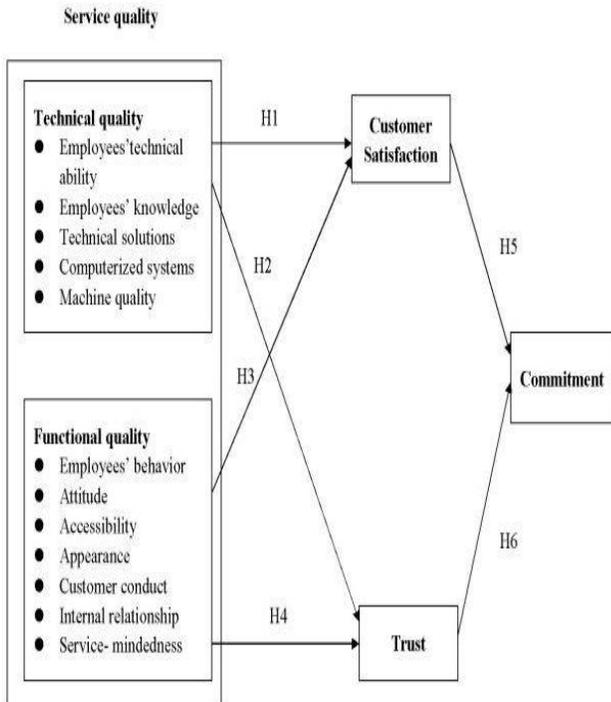 Service quality
Technical quality
● Employees'technical
ability
● Employees' knowledge
● Technical solutions
● Computerized systems
● Machine quality
Functional quality
● Employees' behavior
● Attitude
● Accessibility
● Appearance
● Customer conduct
● Internal relationship
● Service- mindedness
H1
H2
H3
H4
Customer
Satisfaction
Trust
H5
H6
Commitment